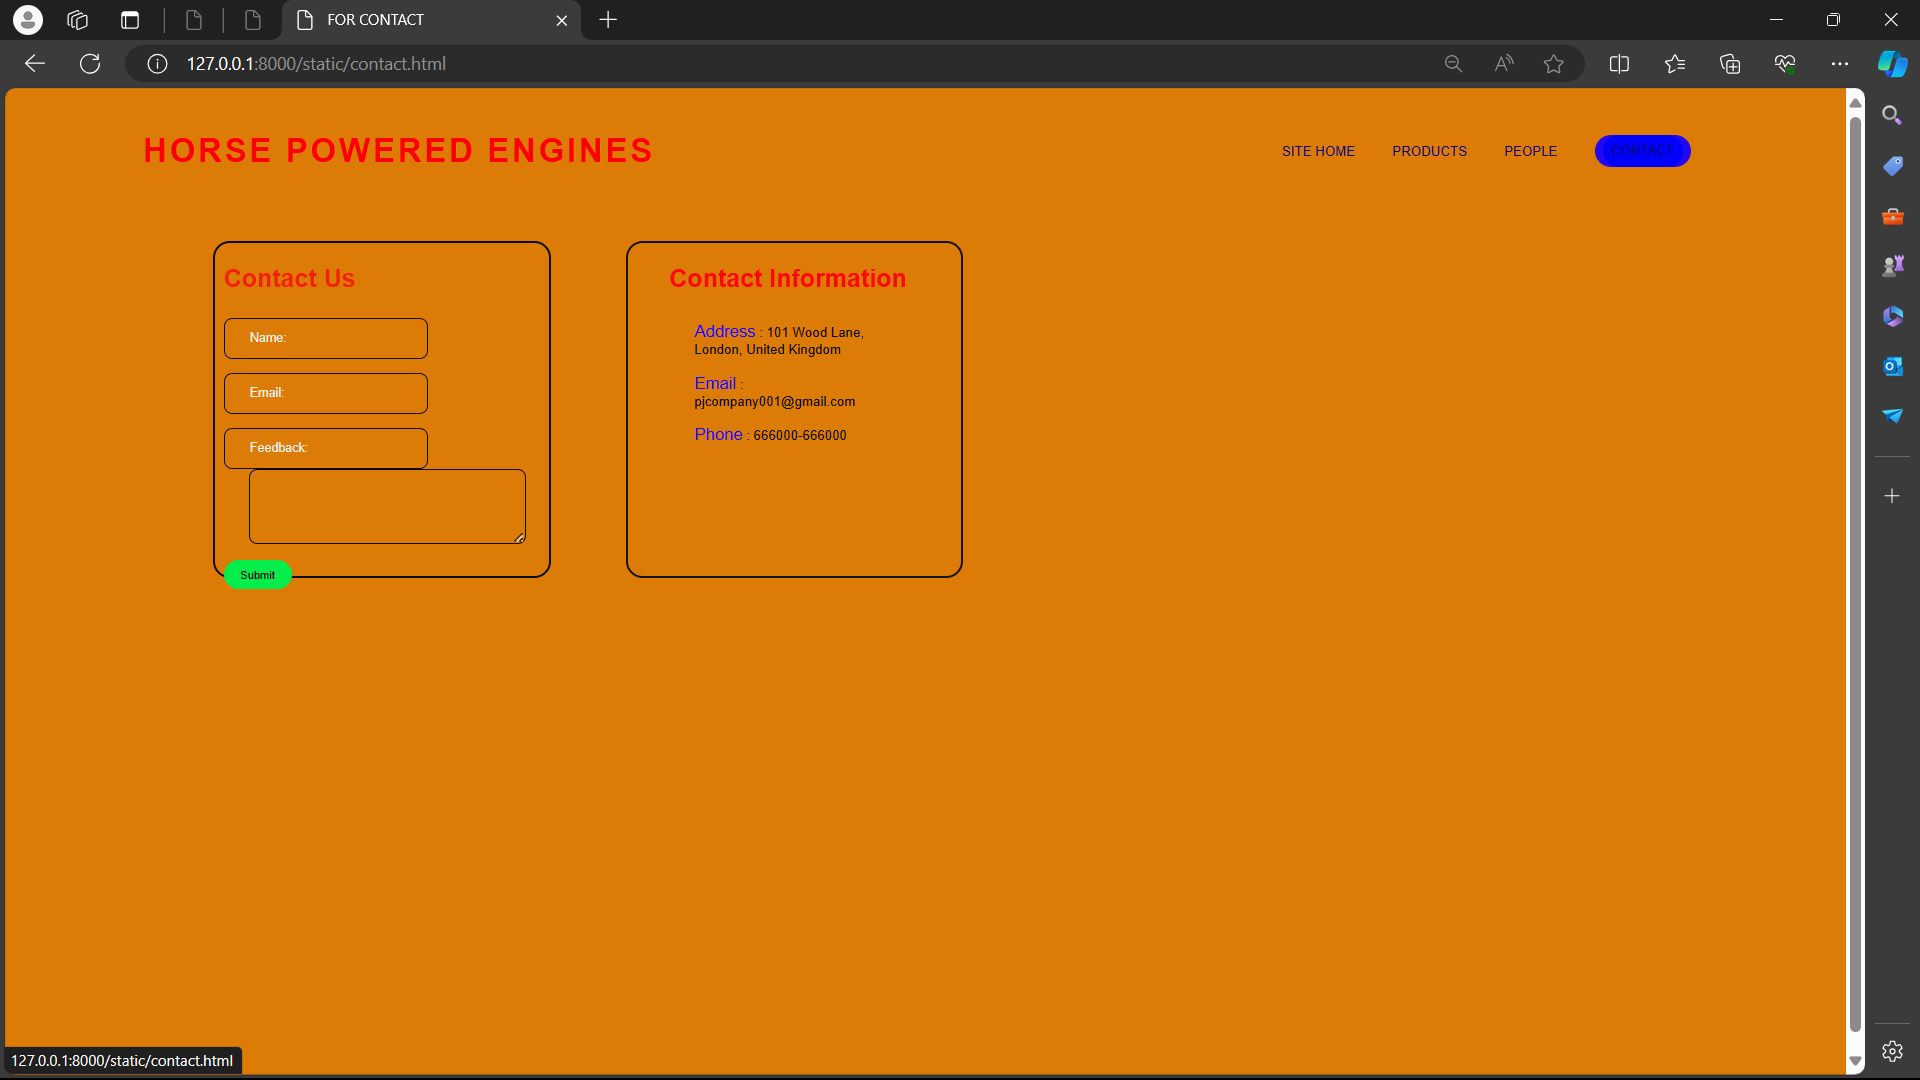 FOR CONTACT
127.0.0.1:8000/static/contact.html
HORSE POWERED ENGINES
SITE HOME
PRODUCTS
PEOPLE
CONTACT
Contact Us
Name:
Email:
Feedback:
Submit
Contact Information
Address : 101 Wood Lane,
London, United Kingdom
Email :
pjcompany001@gmail.com
Phone : 666000-666000
127.0.0.1:8000/static/contact.html